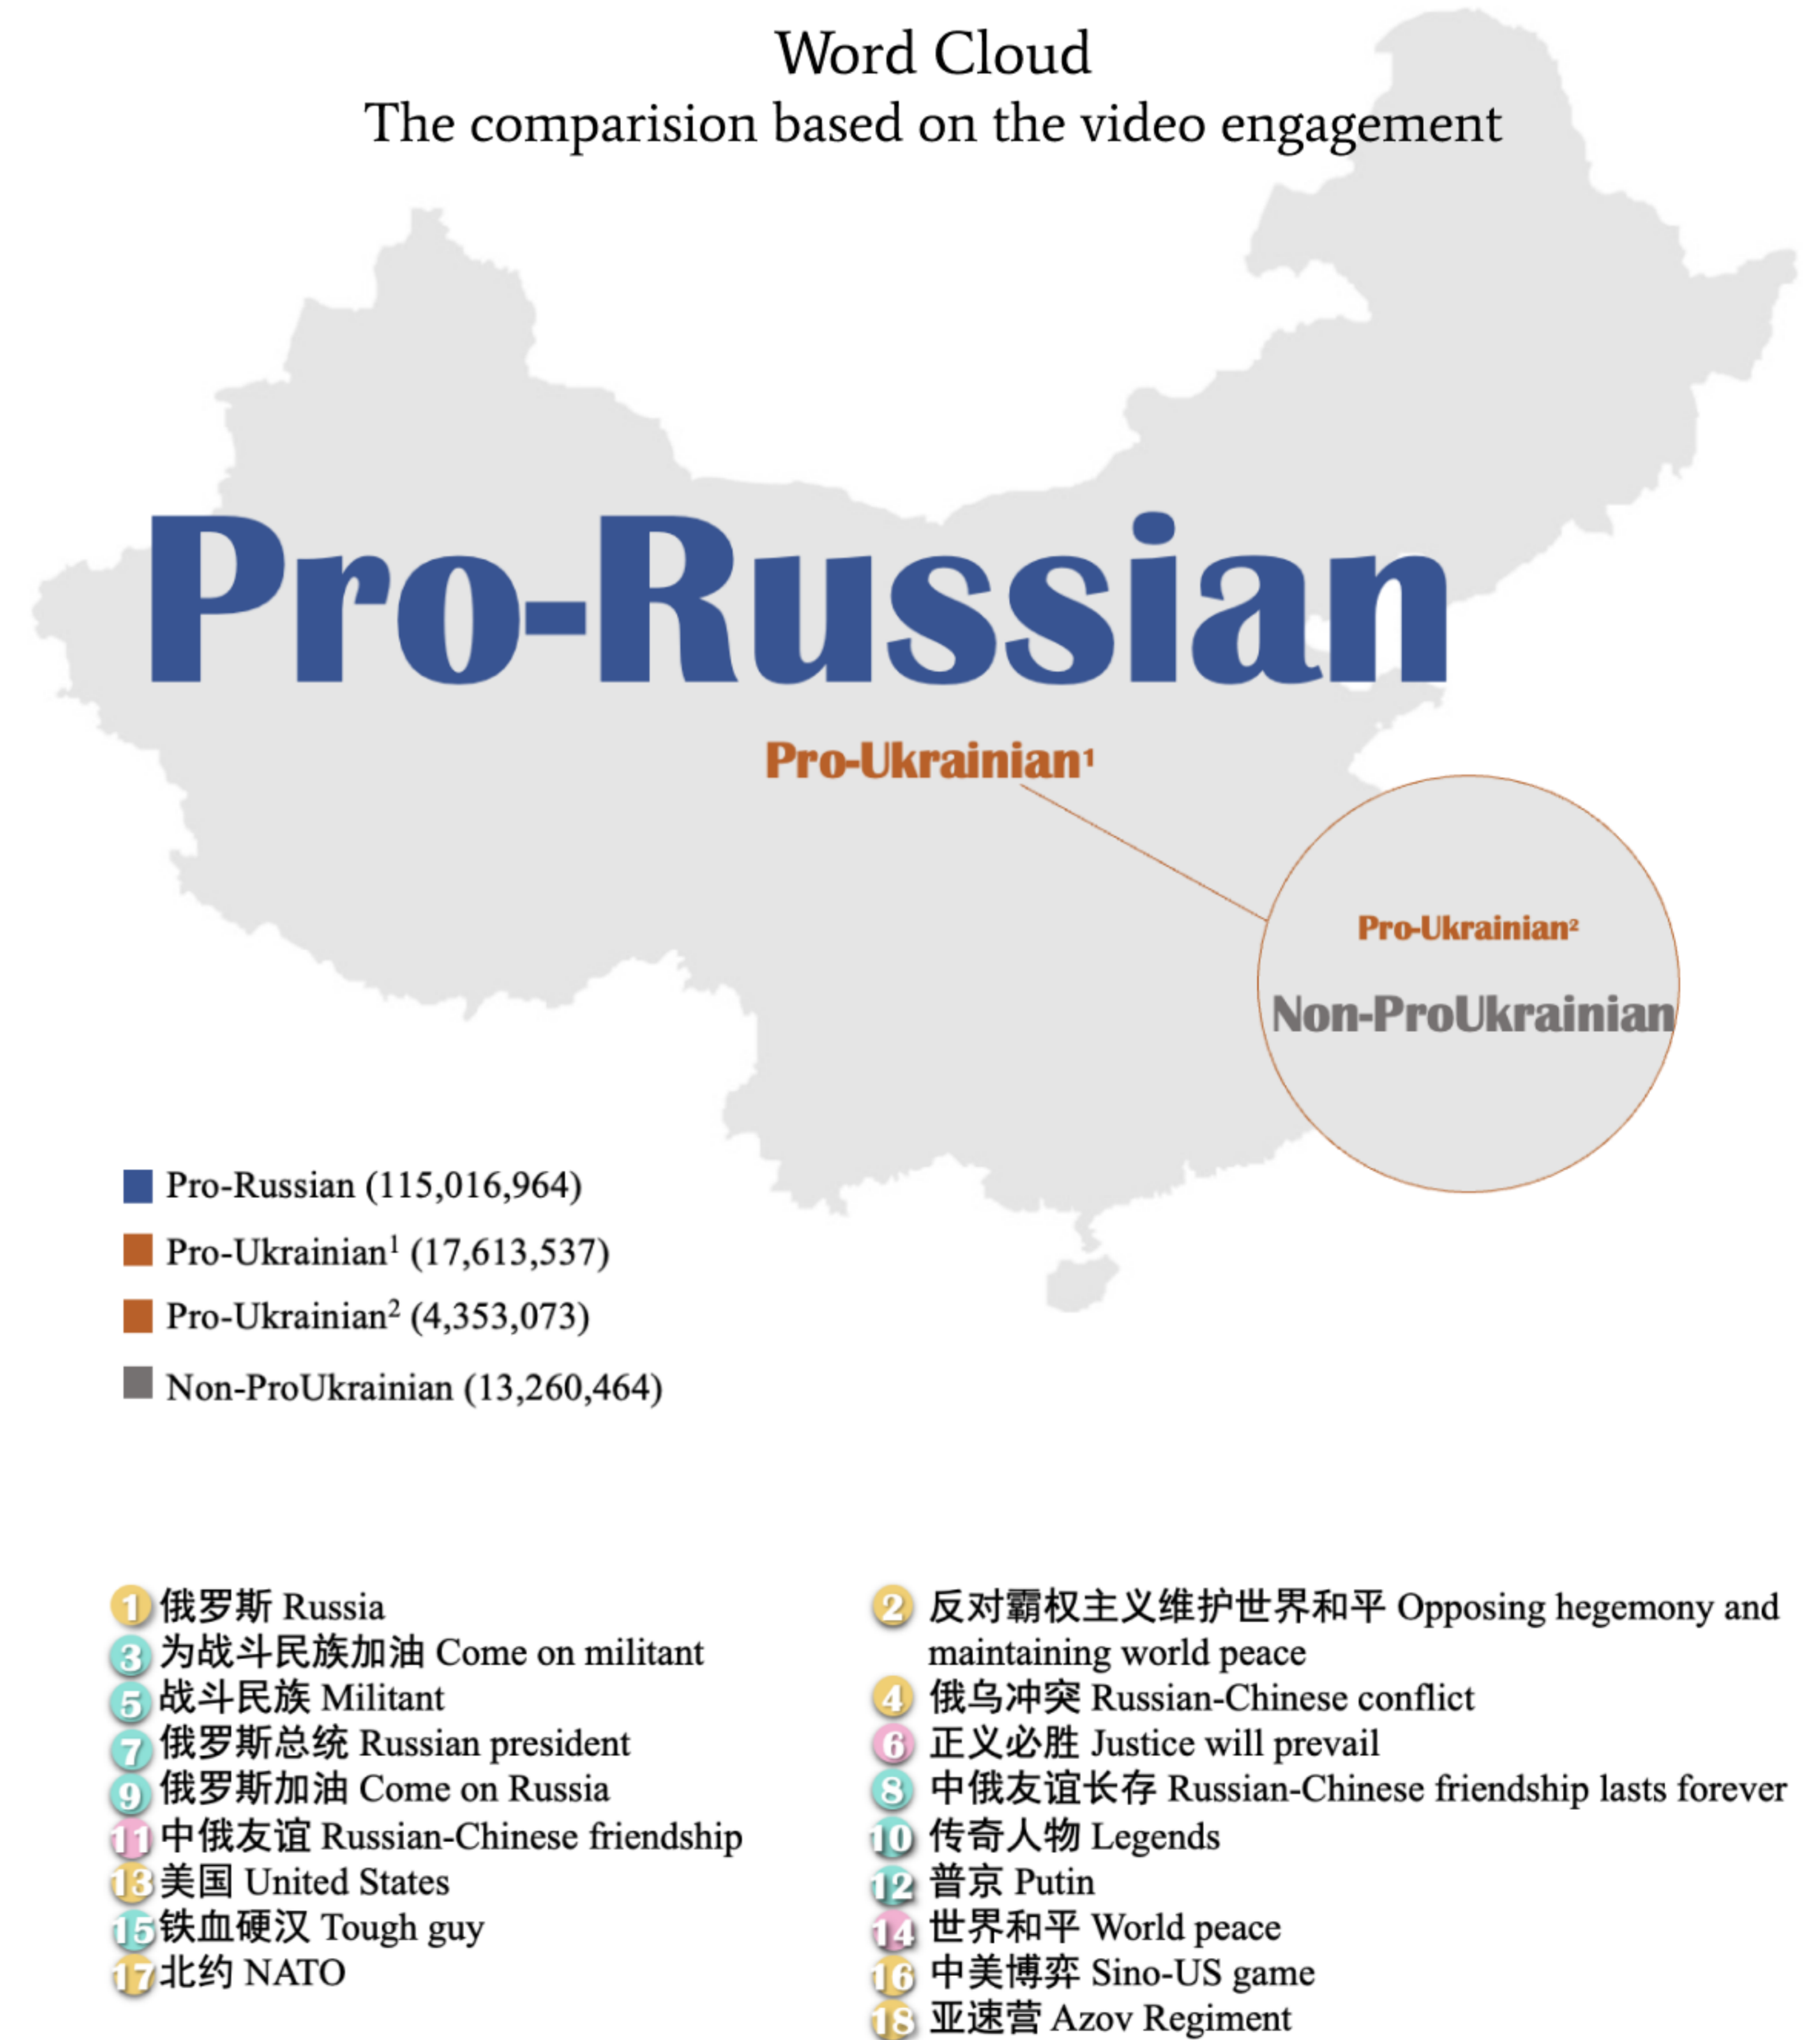 Word Cloud
The comparision based on the video engagement
Pro-Russian
Pro-Ukrainian¹
Pro-Ukrainian²
Non-ProUkrainian
Pro-Russian (115,016,964)
Pro-Ukrainian¹ (17,613,537)
Pro-Ukrainian² (4,353,073)
Non-ProUkrainian (13,260,464)
1 俄罗斯 Russia
3 为战斗民族加油 Come on militant
5 战斗民族 Militant
7 俄罗斯总统 Russian president
9 俄罗斯加油 Come on Russia
11 中俄友谊 Russian-Chinese friendship
13 美国 United States
15 铁血硬汉 Tough guy
17 北约 NATO
2 反对霸权主义维护世界和平 Opposing hegemony and
maintaining world peace
4 俄乌冲突 Russian-Chinese conflict
6 正义必胜 Justice will prevail
8 中俄友谊长存 Russian-Chinese friendship lasts forever
10 传奇人物 Legends
12 普京 Putin
14 世界和平 World peace
16 中美博弈 Sino-US game
18 亚速营 Azov Regiment